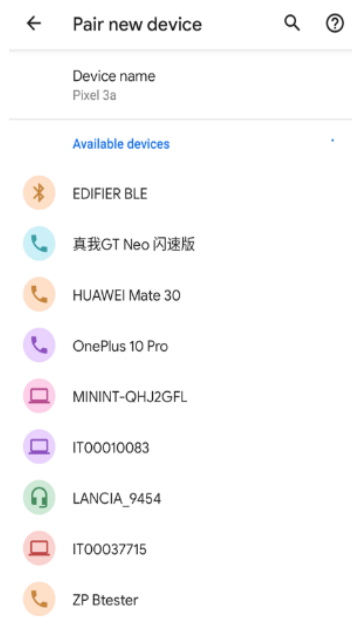 Pair new device
Device name
Pixel 3a
Available devices
EDIFIER BLE
真我GT Neo 闪速版
HUAWEI Mate 30
OnePlus 10 Pro
MININT-QHJ2GFL
IT00010083
LANCIA_9454
IT00037715
ZP Btester